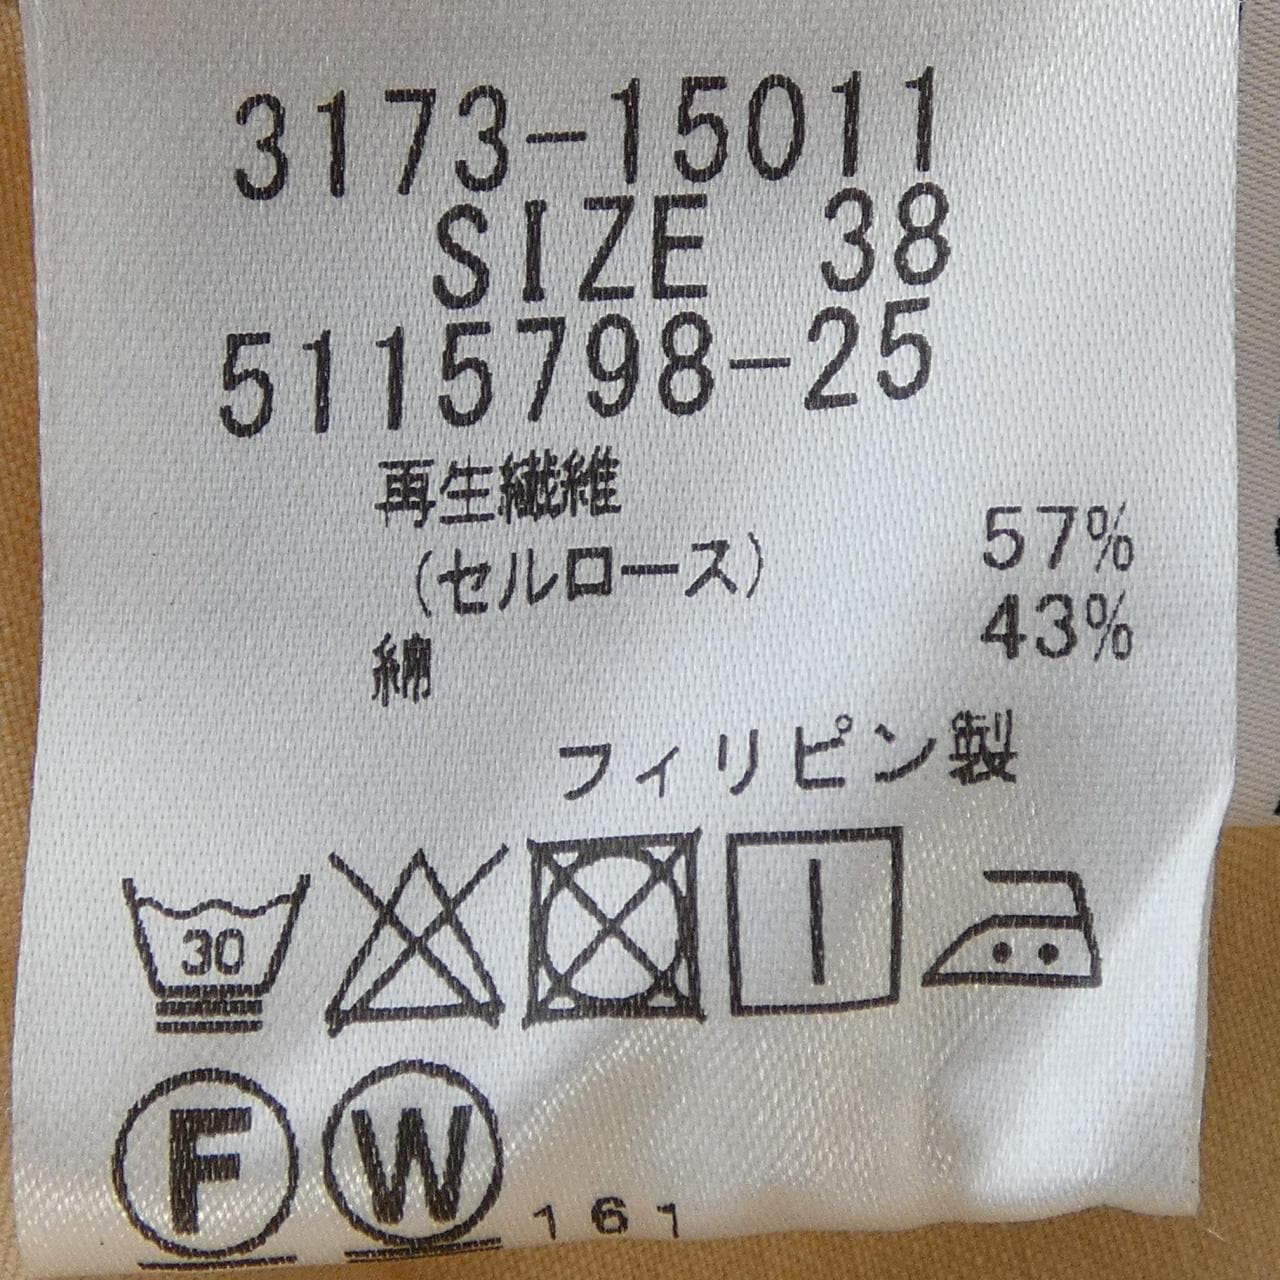 3173-15011
SIZE 38
5115798-25
再生繊維
(セルロース) 57%
綿 43%
フィリピン製
30
F W 161